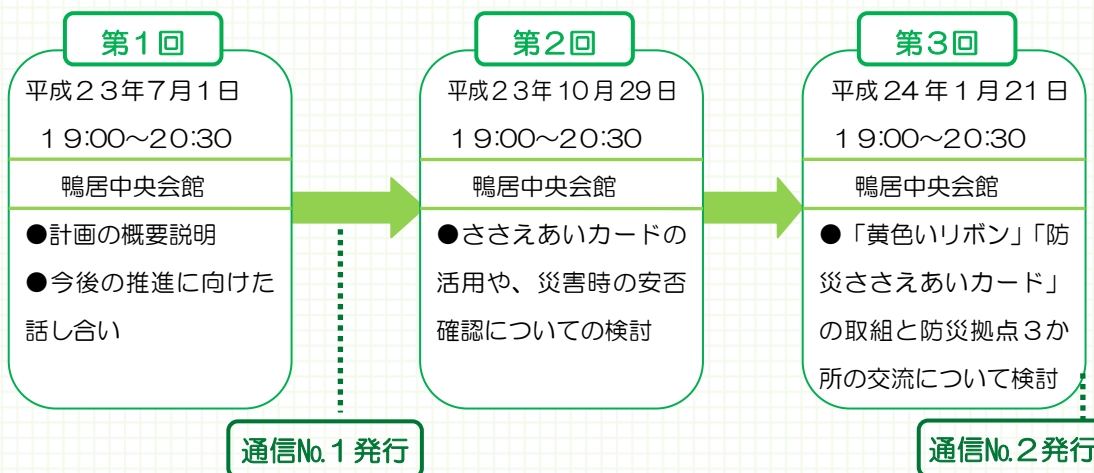 第1回
平成23年7月1日
19:00～20:30
鴨居中央会館
●計画の概要説明
●今後の推進に向けた
話し合い
通信№1発行
第2回
平成23年10月29日
19:00～20:30
鴨居中央会館
●ささえあいカードの
活用や、災害時の安否
確認についての検討
第3回
平成24年1月21日
19:00～20:30
鴨居中央会館
●「黄色いリボン」「防
災ささえあいカード」
の取組と防災拠点3か
所の交流について検討
通信№2発行